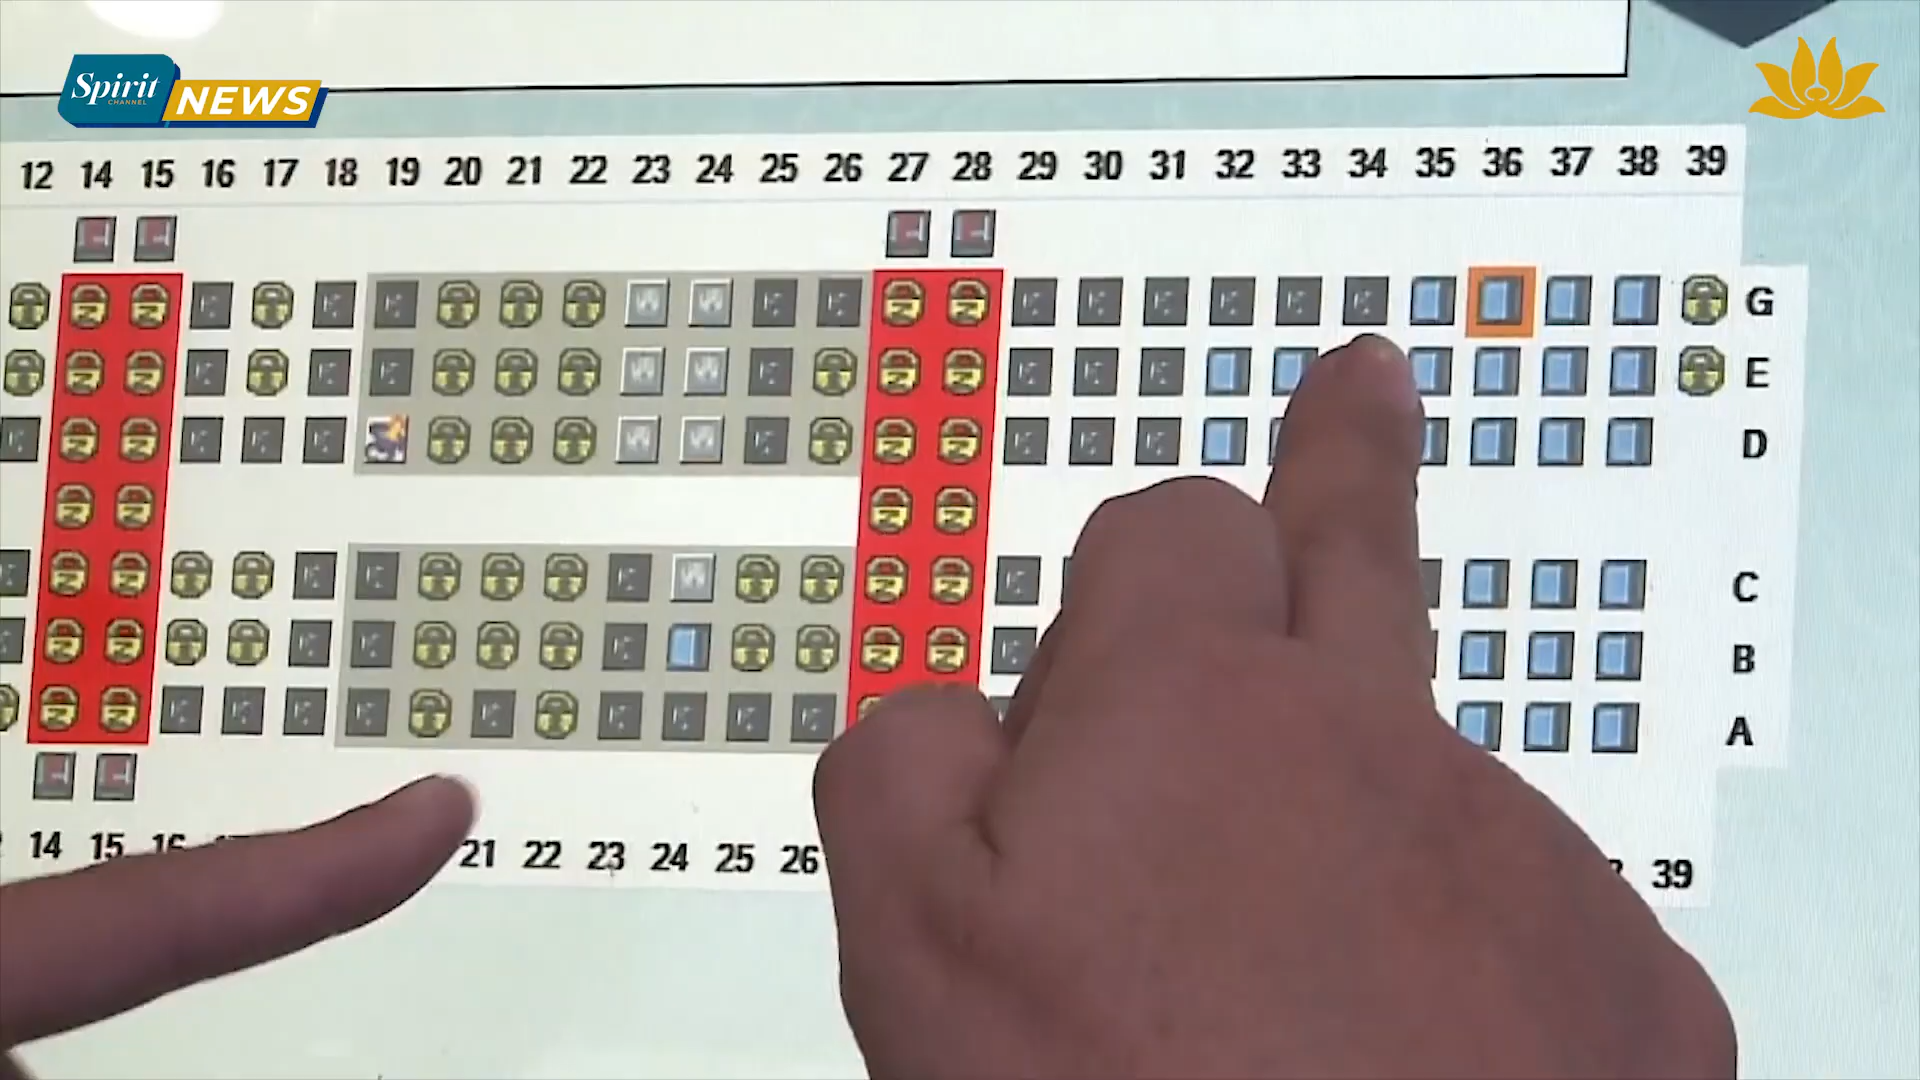 Spirit
CHANNEL
NEWS
12 14 15 16 17 18 19 20 21 22 23 24 25 26 27 28 29 30 31 32 33 34 35 36 37 38 39
G
E
D
C
B
A
14 15 16 21 22 23 24 25 26 39